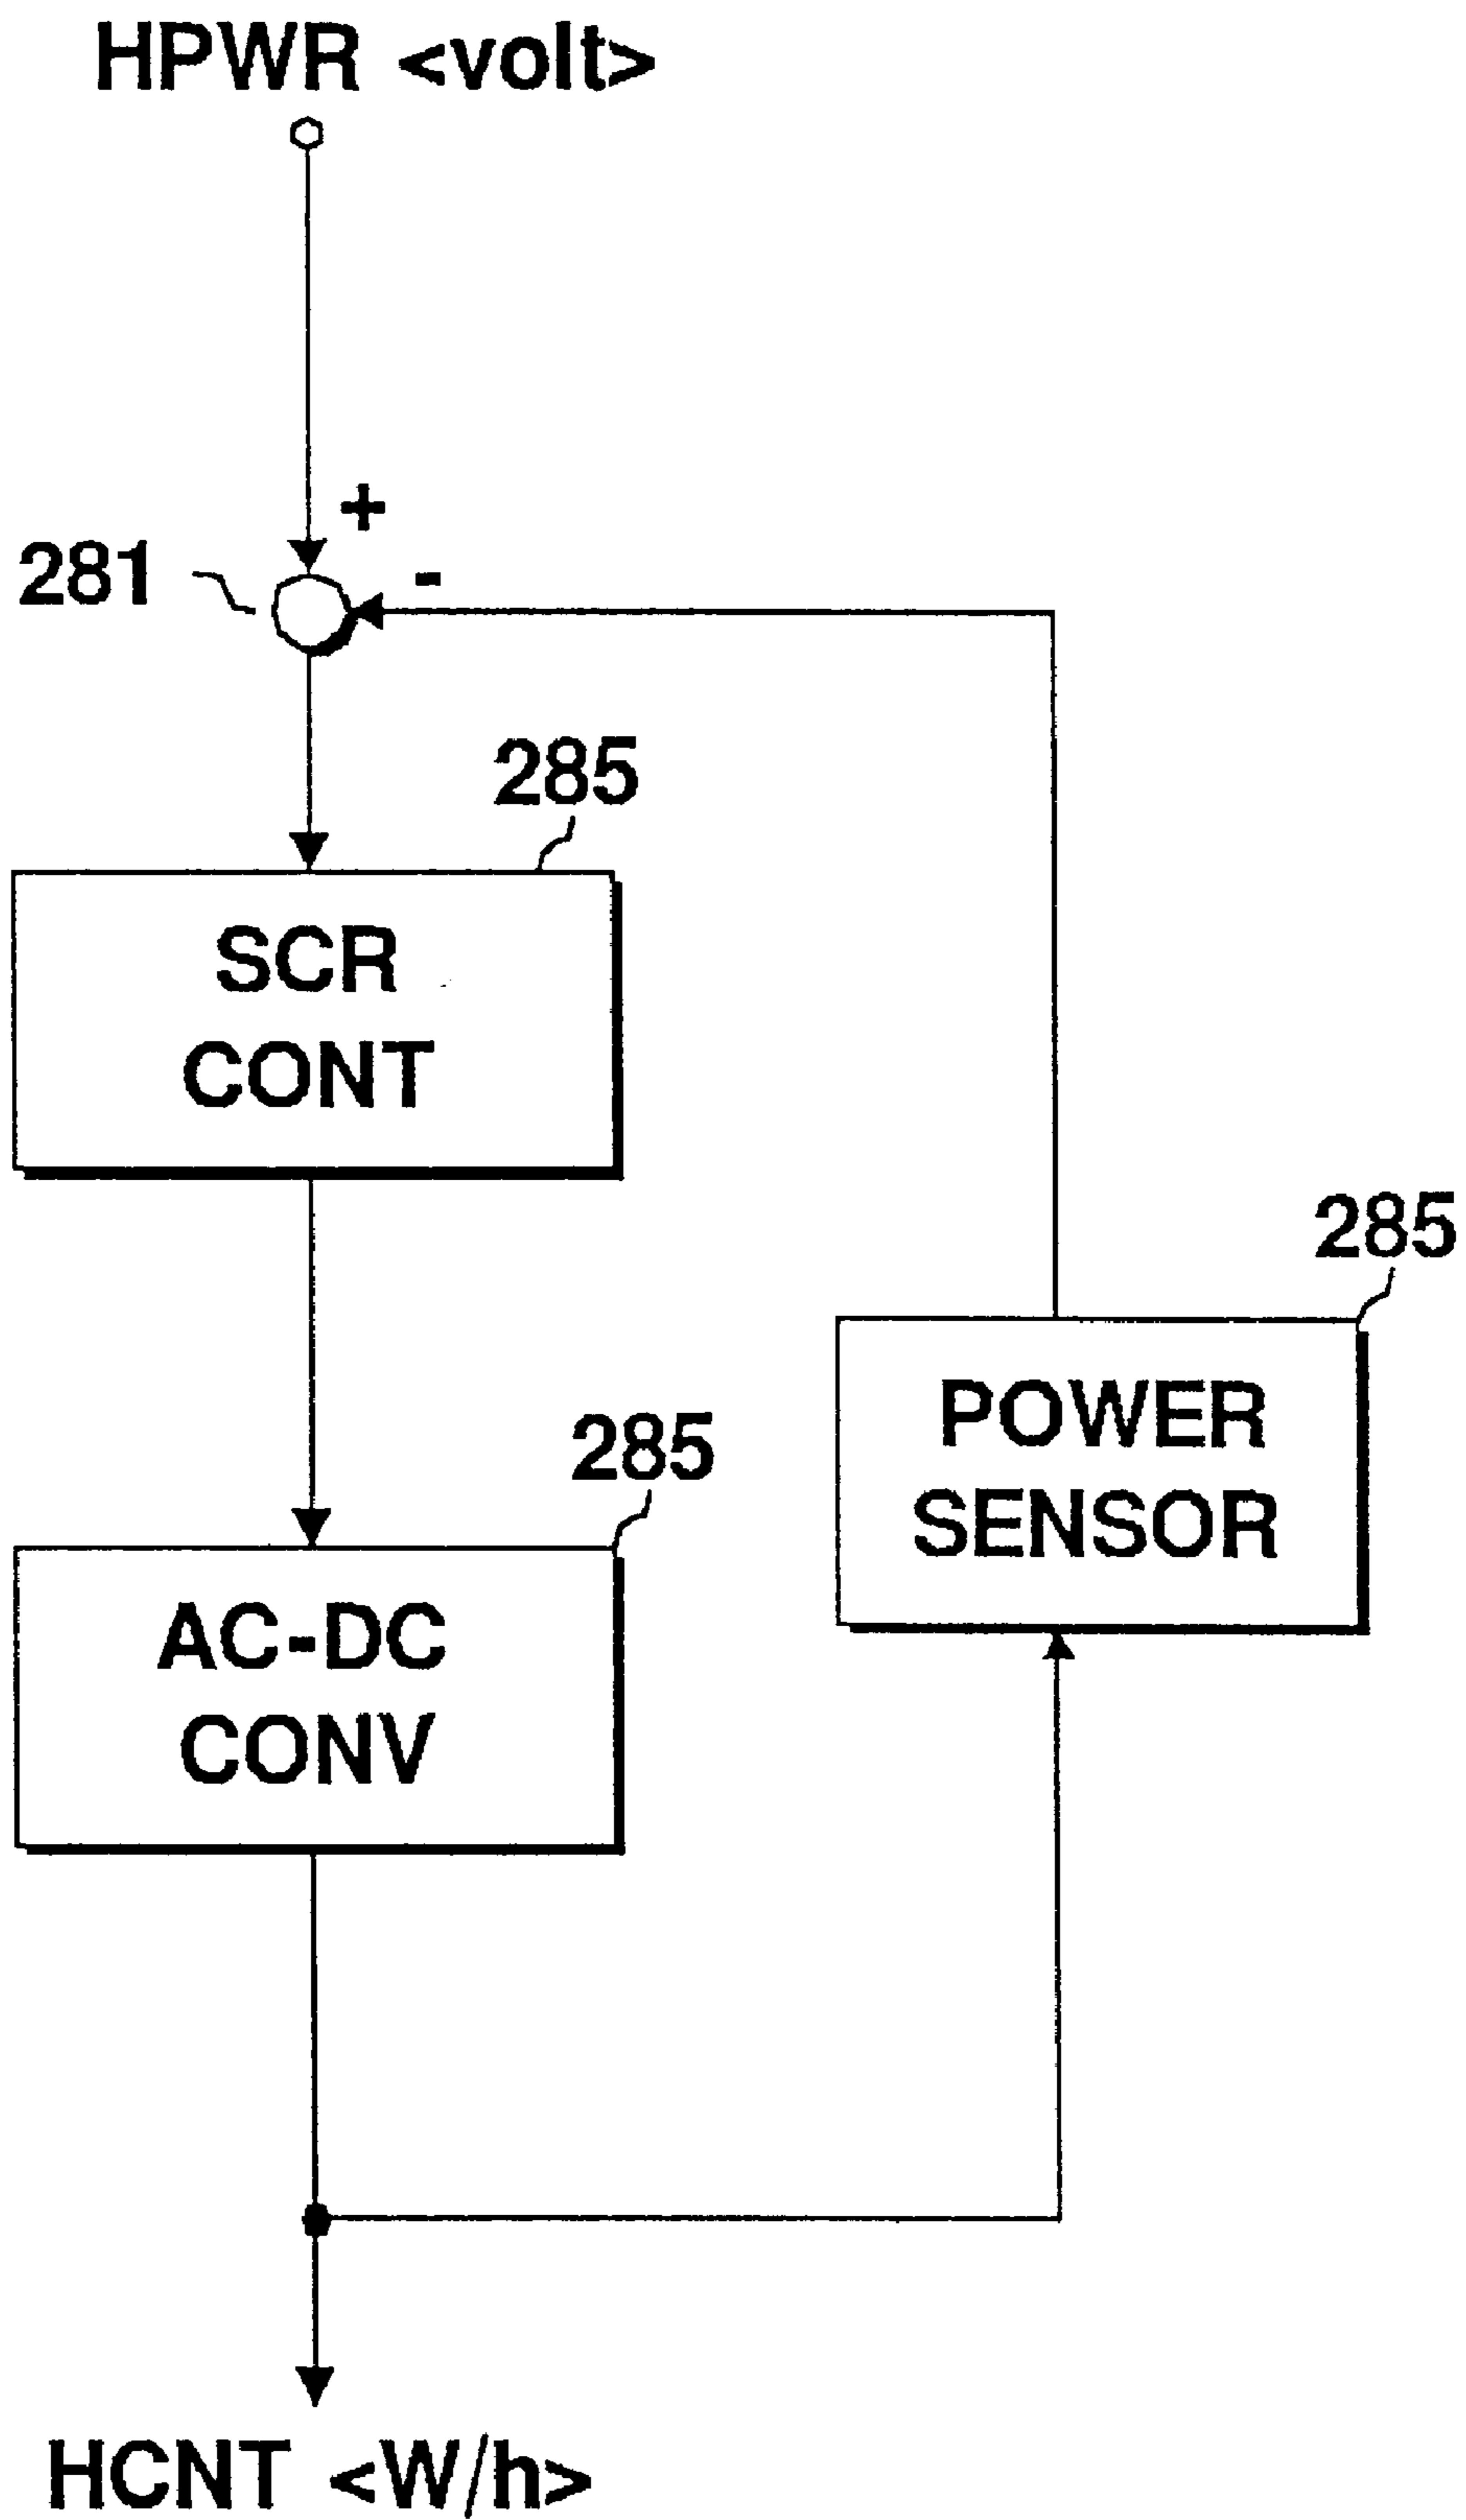 HPWR <volt>
+
281
-
285
SCR
CONT
285
POWER
SENSOR
285
AC-DC
CONV
HCNT <W/h>